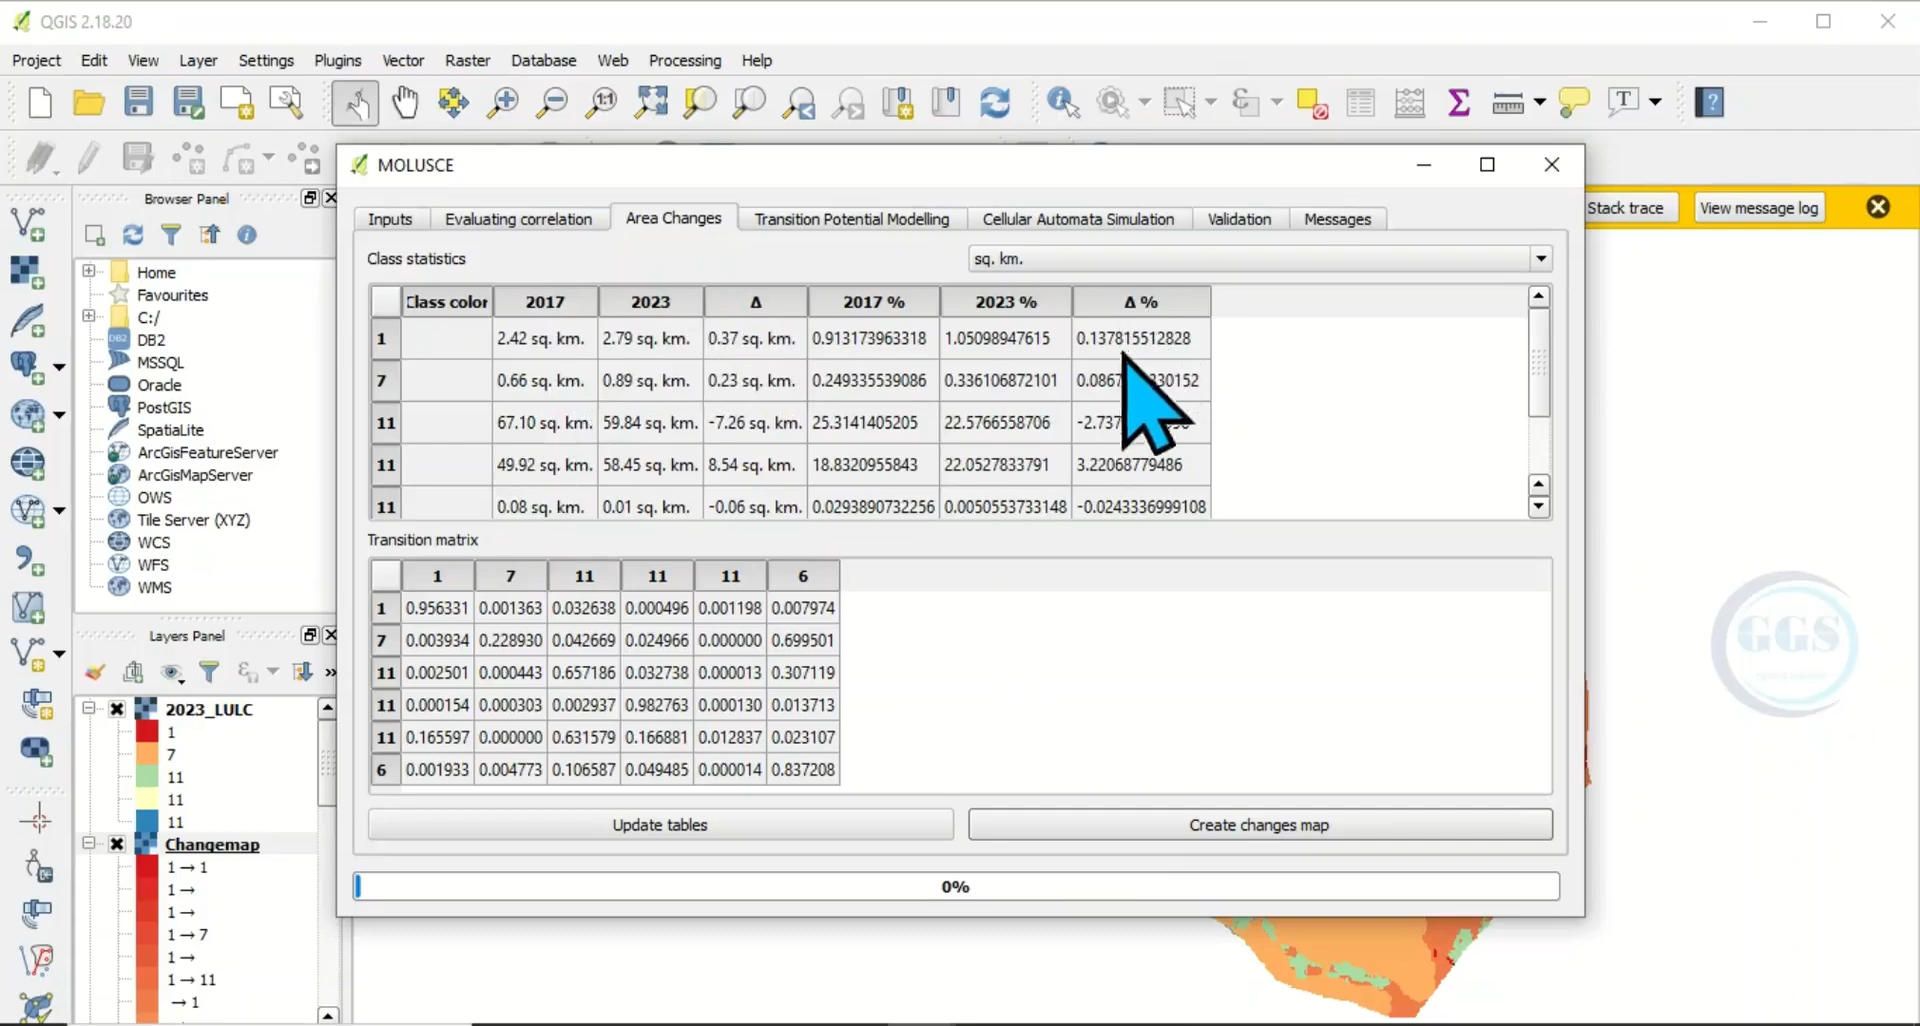 QGIS 2.18.20
Project Edit View Layer Settings Plugins Vector Raster Database Web Processing Help
MOLUSCE
Browser Panel
Stack trace View message log
Inputs Evaluating correlation Area Changes Transition Potential Modelling Cellular Automata Simulation Validation Messages
Class statistics sq. km.
Class color 2017 2023 Δ 2017 % 2023 % Δ %
1 2.42 sq. km. 2.79 sq. km. 0.37 sq. km. 0.913173963318 1.05098947615 0.137815512828
7 0.66 sq. km. 0.89 sq. km. 0.23 sq. km. 0.249335539086 0.336106872101
11 67.10 sq. km. 59.84 sq. km. -7.26 sq. km. 25.3141405205 22.5766558706
11 49.92 sq. km. 58.45 sq. km. 8.54 sq. km. 18.8320955843 22.0527833791 3.22068779486
11 0.08 sq. km. 0.01 sq. km. -0.06 sq. km. 0.0293890732256 0.0050553733148 -0.0243336999108
Transition matrix
1 7 11 11 11 6
1 0.956331 0.001363 0.032638 0.000496 0.001198 0.007974
7 0.003934 0.228930 0.042669 0.024966 0.000000 0.699501
11 0.002501 0.000443 0.657186 0.032738 0.000013 0.307119
11 0.000154 0.000303 0.002937 0.982763 0.000130 0.013713
11 0.165597 0.000000 0.631579 0.166881 0.012837 0.023107
6 0.001933 0.004773 0.106587 0.049485 0.000014 0.837208
Update tables Create changes map
0%
Home
Favourites
C:/
DB2
MSSQL
Oracle
PostGIS
SpatiaLite
ArcGisFeatureServer
ArcGisMapServer
OWS
Tile Server (XYZ)
WCS
WFS
WMS
Layers Panel
2023_LULC
1
7
11
11
11
Changemap
1 → 1
1 →
1 →
1 → 7
1 →
1 → 11
→ 1
GGS